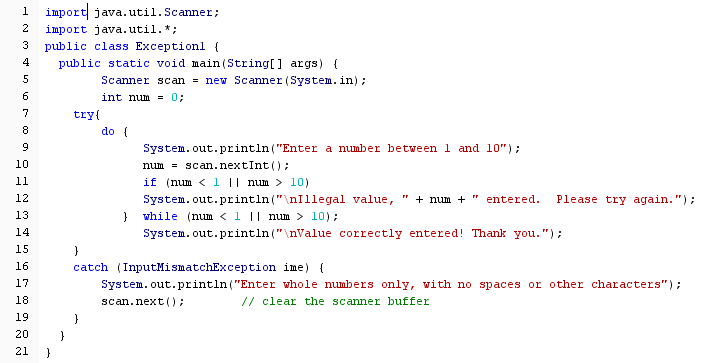 1 import java.util.Scanner;
2 import java.util.*;
3 public class Exception1 {
4 public static void main(String[] args) {
5 Scanner scan = new Scanner(System.in);
6 int num = 0;
7 try{
8 do {
9 System.out.println("Enter a number between 1 and 10");
10 num = scan.nextInt();
11 if (num < 1 || num > 10)
12 System.out.println("\nIllegal value, " + num + " entered.  Please try again.");
13 }  while (num < 1 || num > 10);
14 System.out.println("\nValue correctly entered! Thank you.");
15 }
16 catch (InputMismatchException ime) {
17 System.out.println("Enter whole numbers only, with no spaces or other characters");
18 scan.next();        // clear the scanner buffer
19 }
20 }
21 }